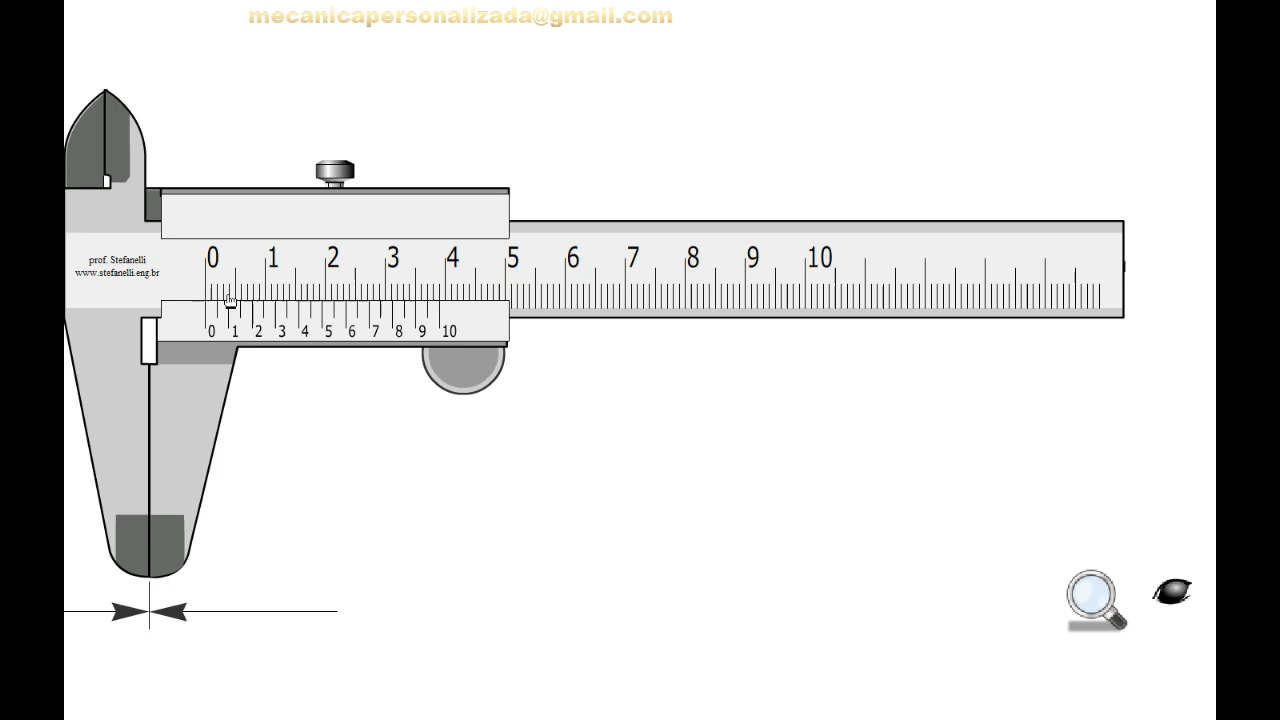 mecanicapersonalizada@gmail.com
prof. Stefanelli
www.stefanelli.eng.br
0 1 2 3 4 5 6 7 8 9 10
0 1 2 3 4 5 6 7 8 9 10